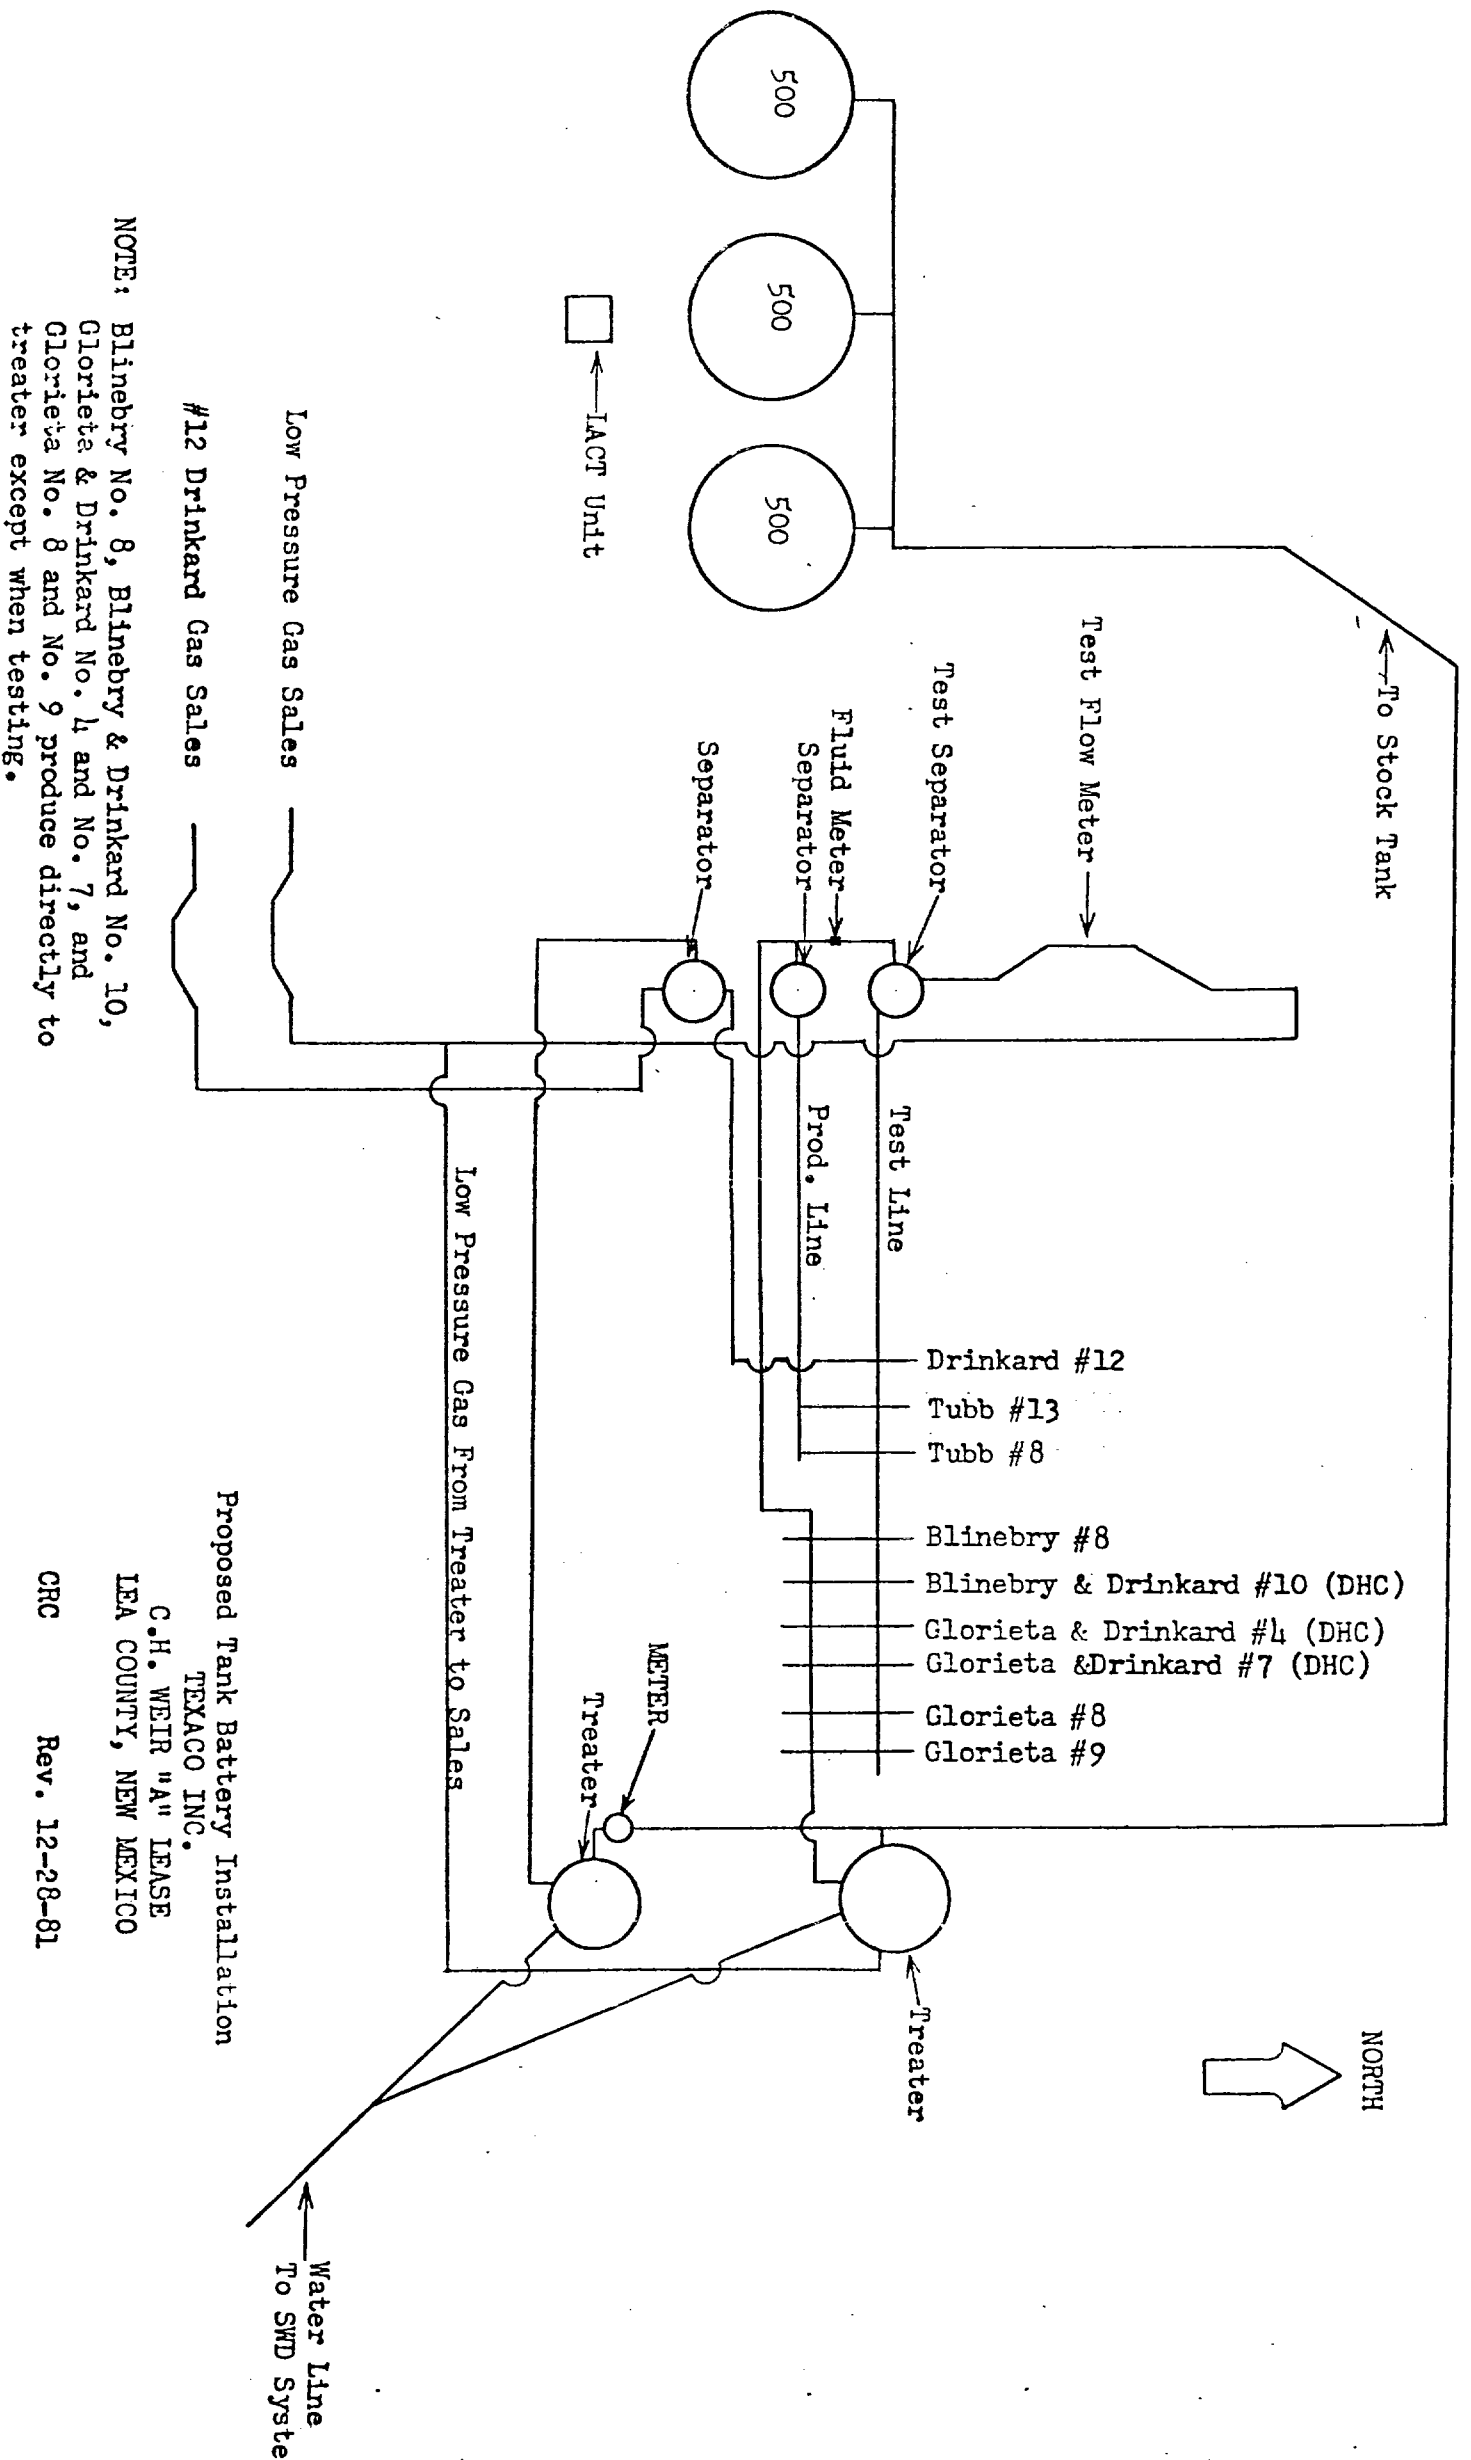 500
500
500
LACT Unit
To Stock Tank
Test Flow Meter
Test Separator
Fluid Meter
Separator
Separator
Low Pressure Gas Sales
#12 Drinkard Gas Sales
NOTE: Blinebry No. 8, Blinebry & Drinkard No. 10,
Glorieta & Drinkard No. 4 and No. 7, and
Glorieta No. 8 and No. 9 produce directly to
treater except when testing.
Test Line
Prod. Line
Low Pressure Gas From Treater to Sales
Drinkard #12
Tubb #13
Tubb #8
Blinebry #8
Blinebry & Drinkard #10 (DHC)
Glorieta & Drinkard #4 (DHC)
Glorieta &Drinkard #7 (DHC)
Glorieta #8
Glorieta #9
METER
Treater
Treater
NORTH
Water Line
To SWD Syste
Proposed Tank Battery Installation
TEXACO INC.
C.H. WEIR "A" LEASE
LEA COUNTY, NEW MEXICO
CRC Rev. 12-28-81